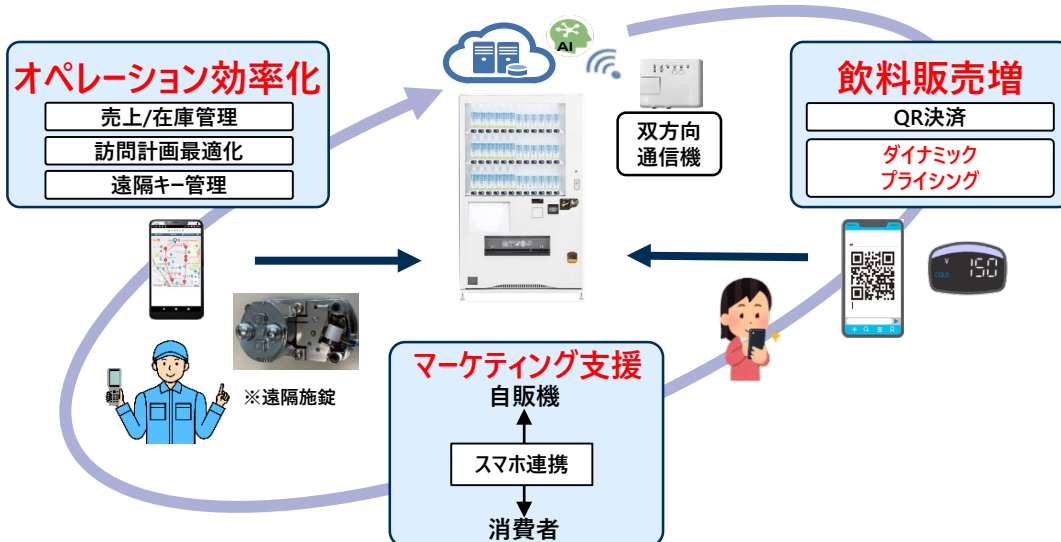 AI
オペレーション効率化
売上/在庫管理
訪問計画最適化
遠隔キー管理
双方向
通信機
飲料販売増
QR決済
ダイナミック
プライシング
¥
150
COLD
※遠隔施錠
マーケティング支援
自販機
スマホ連携
消費者